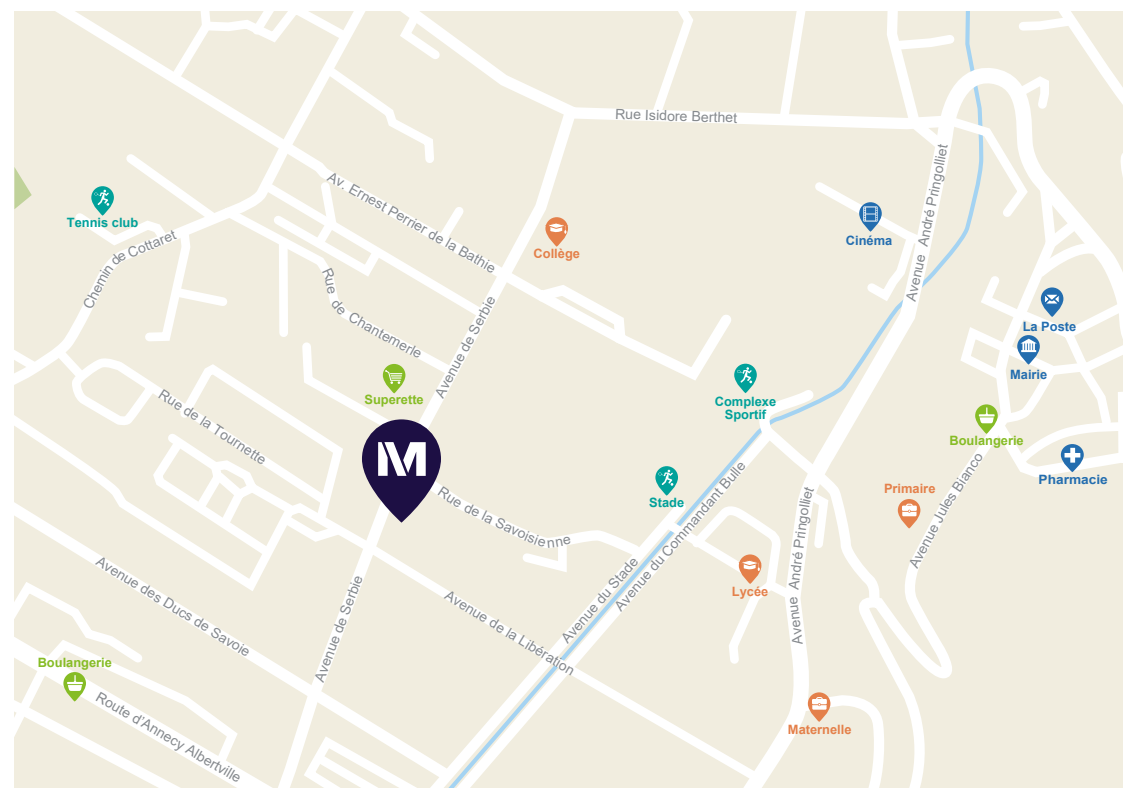 Rue Isidore Berthet
Avenue André Pringolliet
Av. Ernest Perrier de la Bathie
Tennis club
Cinéma
Collège
Chemin de Cottaret
Rue de Chantemerle
Avenue de Serbie
La Poste
Mairie
Superette
Complexe
Sportif
Boulangerie
Rue de la Tournette
M
Pharmacie
Primaire
Stade
Rue de la Savoisienne
Avenue du Commandant Bulle
Avenue Jules Bianco
Avenue André Pringolliet
Avenue des Ducs de Savoie
Avenue de Serbie
Avenue du Stade
Lycée
Avenue de la Libération
Boulangerie
Route d'Annecy Albertville
Maternelle